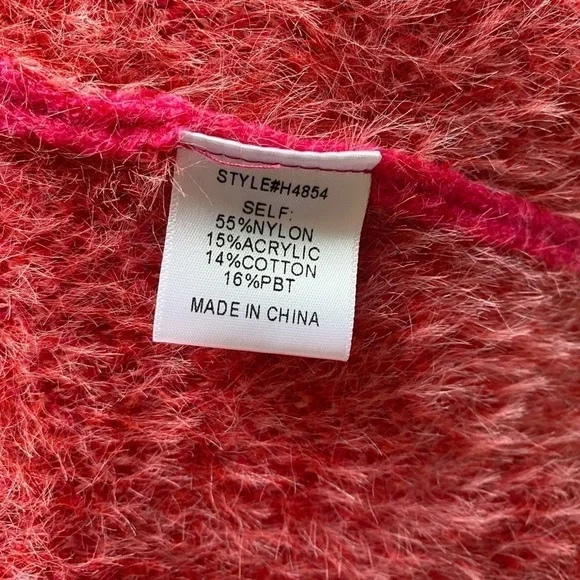 STYLE#H4854
SELF:
55%NYLON
15%ACRYLIC
14%COTTON
16%PBT
MADE IN CHINA